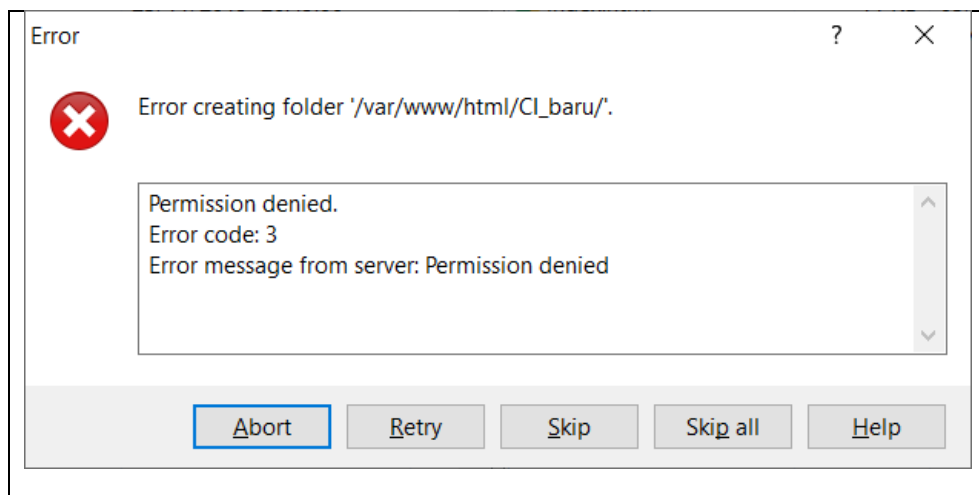 Error
?
Error creating folder '/var/www/html/CI_baru/'.
Permission denied.
Error code: 3
Error message from server: Permission denied
Abort Retry Skip Skip all Help